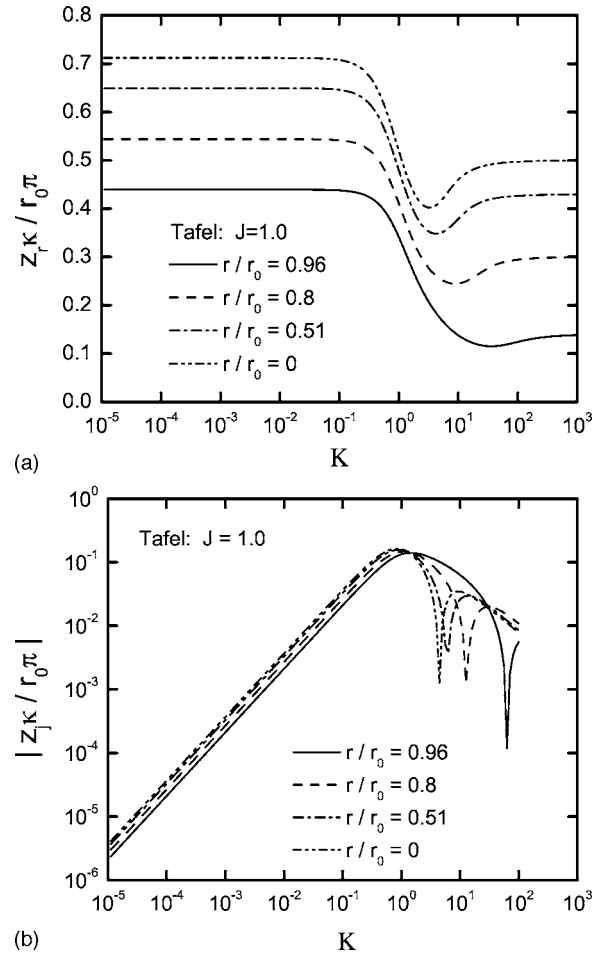 0.8
0.7
0.6
0.5
0.4
0.3
0.2
0.1
0.0
z_r κ / r_0 π
Tafel: J=1.0
r / r_0 = 0.96
r / r_0 = 0.8
r / r_0 = 0.51
r / r_0 = 0
10^-5 10^-4 10^-3 10^-2 10^-1 10^0 10^1 10^2 10^3
(a) K
10^0
10^-1
10^-2
10^-3
10^-4
10^-5
10^-6
| z_j κ / r_0 π |
Tafel: J = 1.0
r / r_0 = 0.96
r / r_0 = 0.8
r / r_0 = 0.51
r / r_0 = 0
10^-5 10^-4 10^-3 10^-2 10^-1 10^0 10^1 10^2 10^3
(b) K